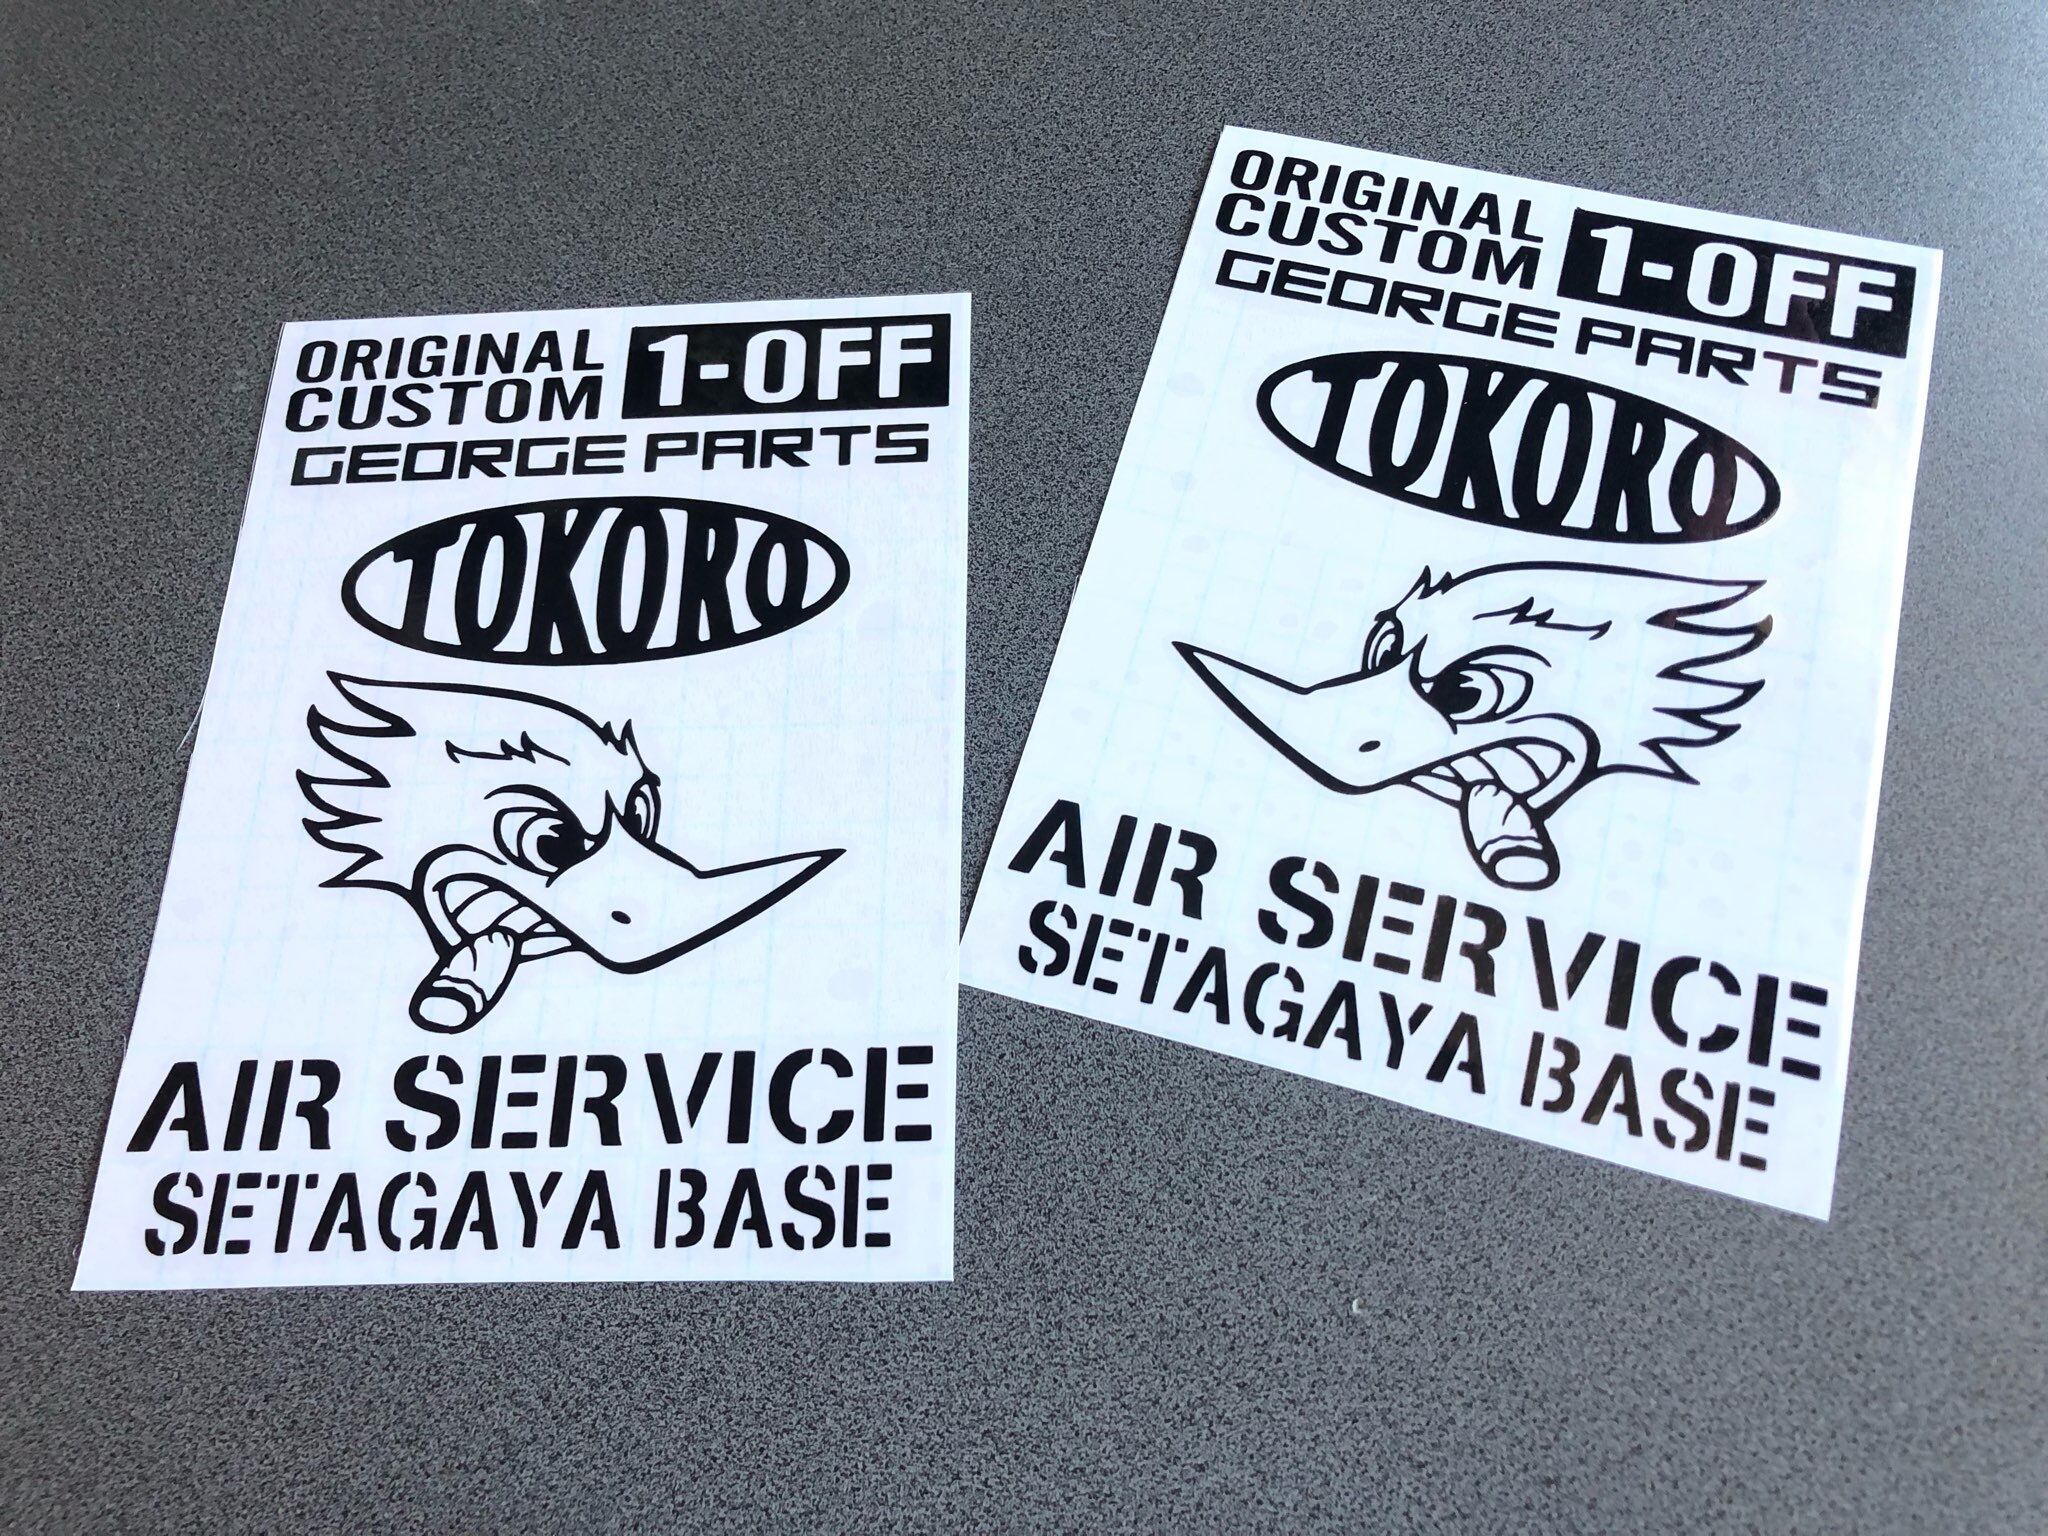 ORIGINAL
CUSTOM
1-OFF
GEORGE PARTS
TOKORO
AIR SERVICE
SETAGAYA BASE
ORIGINAL
CUSTOM
1-OFF
GEORGE PARTS
TOKORO
AIR SERVICE
SETAGAYA BASE